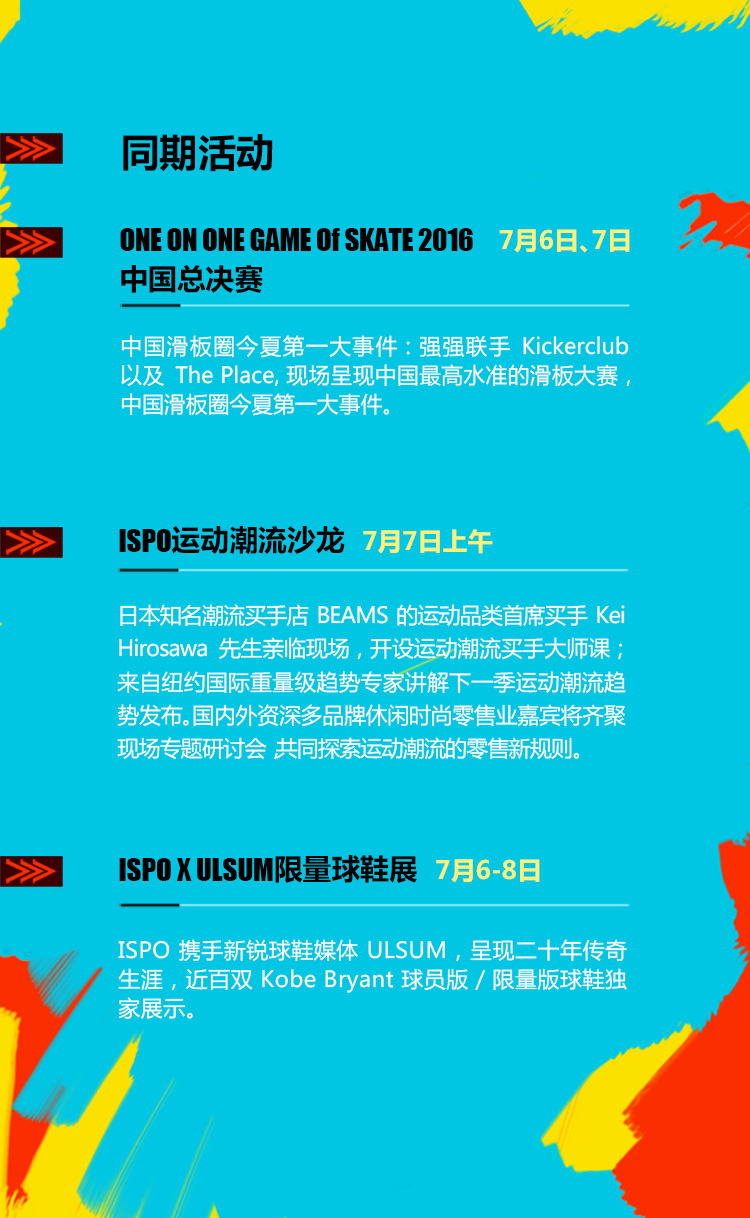 同期活动
ONE ON ONE GAME Of SKATE 2016 7月6日、7日
中国总决赛
中国滑板圈今夏第一大事件：强强联手 Kickerclub
以及 The Place, 现场呈现中国最高水准的滑板大赛，
中国滑板圈今夏第一大事件。
ISPO运动潮流沙龙 7月7日上午
日本知名潮流买手店 BEAMS 的运动品类首席买手 Kei
Hirosawa 先生亲临现场，开设运动潮流买手大师课；
来自纽约国际重量级趋势专家讲解下一季运动潮流趋
势发布。国内外资深多品牌休闲时尚零售业嘉宾将齐聚
现场专题研讨会，共同探索运动潮流的零售新规则。
ISPO X ULSUM限量球鞋展 7月6-8日
ISPO 携手新锐球鞋媒体 ULSUM，呈现二十年传奇
生涯，近百双 Kobe Bryant 球员版 / 限量版球鞋独
家展示。